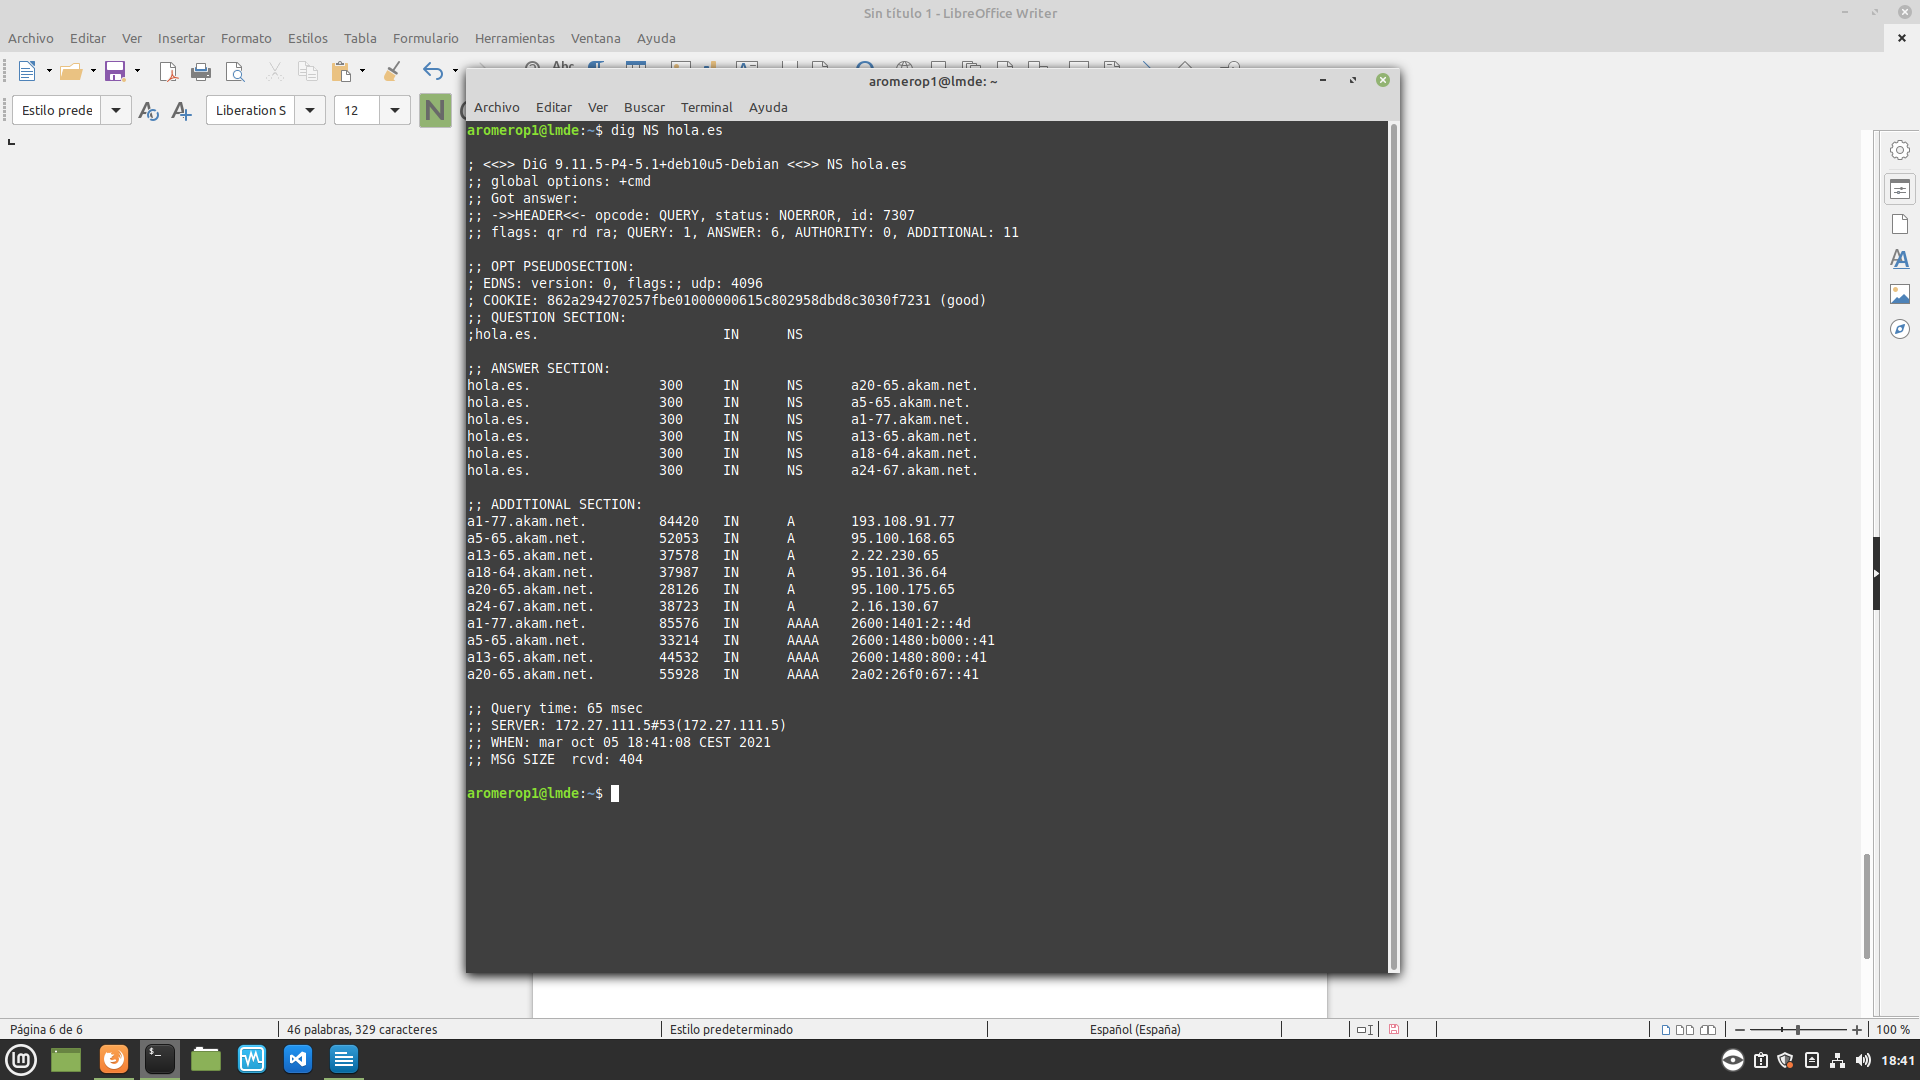 Sin título 1 - LibreOffice Writer
Archivo Editar Ver Insertar Formato Estilos Tabla Formulario Herramientas Ventana Ayuda
Estilo prede Liberation S 12 N
aromerop1@lmde: ~
Archivo Editar Ver Buscar Terminal Ayuda
aromerop1@lmde:~$ dig NS hola.es
; <<>> DiG 9.11.5-P4-5.1+deb10u5-Debian <<>> NS hola.es
;; global options: +cmd
;; Got answer:
;; ->>HEADER<<- opcode: QUERY, status: NOERROR, id: 7307
;; flags: qr rd ra; QUERY: 1, ANSWER: 6, AUTHORITY: 0, ADDITIONAL: 11
;; OPT PSEUDOSECTION:
; EDNS: version: 0, flags:; udp: 4096
; COOKIE: 862a294270257fbe01000000615c802958dbd8c3030f7231 (good)
;; QUESTION SECTION:
;hola.es. IN NS
;; ANSWER SECTION:
hola.es. 300 IN NS a20-65.akam.net.
hola.es. 300 IN NS a5-65.akam.net.
hola.es. 300 IN NS a1-77.akam.net.
hola.es. 300 IN NS a13-65.akam.net.
hola.es. 300 IN NS a18-64.akam.net.
hola.es. 300 IN NS a24-67.akam.net.
;; ADDITIONAL SECTION:
a1-77.akam.net. 84420 IN A 193.108.91.77
a5-65.akam.net. 52053 IN A 95.100.168.65
a13-65.akam.net. 37578 IN A 2.22.230.65
a18-64.akam.net. 37987 IN A 95.101.36.64
a20-65.akam.net. 28126 IN A 95.100.175.65
a24-67.akam.net. 38723 IN A 2.16.130.67
a1-77.akam.net. 85576 IN AAAA 2600:1401:2::4d
a5-65.akam.net. 33214 IN AAAA 2600:1480:b000::41
a13-65.akam.net. 44532 IN AAAA 2600:1480:800::41
a20-65.akam.net. 55928 IN AAAA 2a02:26f0:67::41
;; Query time: 65 msec
;; SERVER: 172.27.111.5#53(172.27.111.5)
;; WHEN: mar oct 05 18:41:08 CEST 2021
;; MSG SIZE  rcvd: 404
aromerop1@lmde:~$
Página 6 de 6 46 palabras, 329 caracteres Estilo predeterminado Español (España) 100 %
18:41